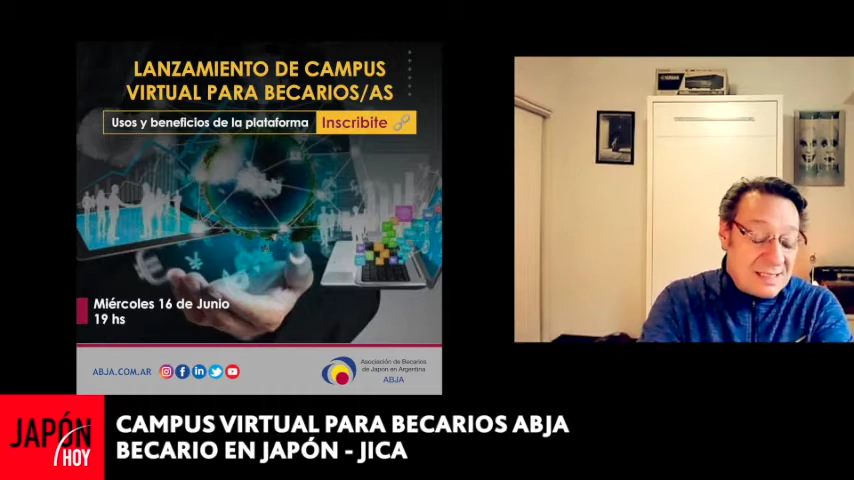 LANZAMIENTO DE CAMPUS
VIRTUAL PARA BECARIOS/AS
Usos y beneficios de la plataforma
Inscribite
Miércoles 16 de Junio
19 hs
ABJA.COM.AR
Asociación de Becarios
de Japón en Argentina
ABJA
JAPÓN
HOY
CAMPUS VIRTUAL PARA BECARIOS ABJA
BECARIO EN JAPÓN - JICA